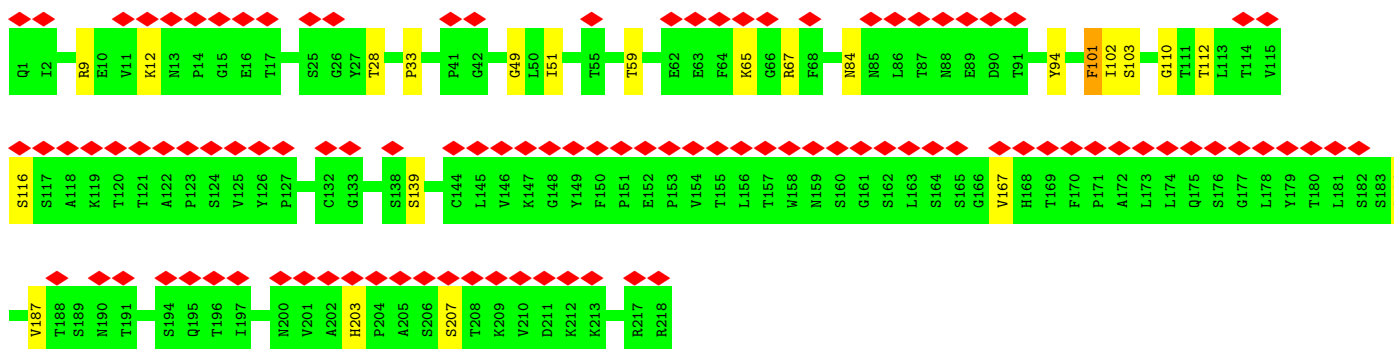 Q1 I2 R9 E10 V11 K12 N13 P14 G15 E16 T17 S25 G26 Y27 T28 P33 P41 G42 G49 L50 I51 T55 T59 E62 E63 F64 K65 G66 R67 F68 N84 N85 L86 T87 N88 E89 D90 T91 Y94 F101 I102 S103 G110 T111 T112 L113 T114 V115
S116 S117 A118 K119 T120 T121 A122 P123 S124 V125 Y126 P127 C132 G133 S138 S139 C144 L145 V146 K147 G148 Y149 F150 P151 E152 P153 V154 T155 L156 T157 W158 N159 S160 G161 S162 L163 S164 S165 G166 V167 H168 T169 F170 P171 A172 L173 L174 Q175 S176 G177 L178 Y179 T180 L181 S182 S183
V187 T188 S189 N190 T191 S194 Q195 T196 I197 N200 V201 A202 H203 P204 A205 S206 S207 T208 K209 V210 D211 K212 K213 R217 R218